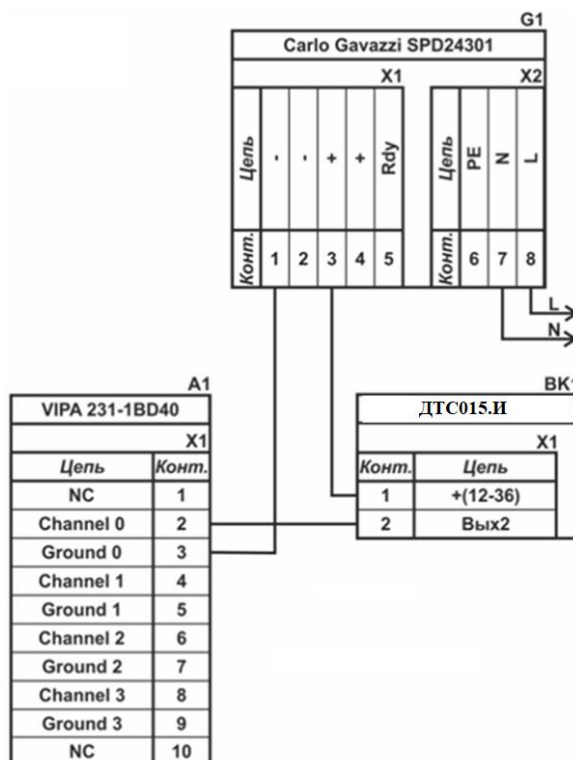 G1
Carlo Gavazzi SPD24301
X1 X2
Цепь - - + + Rdy Цепь PE N L
Конт. 1 2 3 4 5 Конт. 6 7 8
L
N
A1
VIPA 231-1BD40
X1
Цепь Конт.
NC 1
Channel 0 2
Ground 0 3
Channel 1 4
Ground 1 5
Channel 2 6
Ground 2 7
Channel 3 8
Ground 3 9
NC 10
BK1
ДТС015.И
X1
Конт. Цепь
1 +(12-36)
2 Вых2